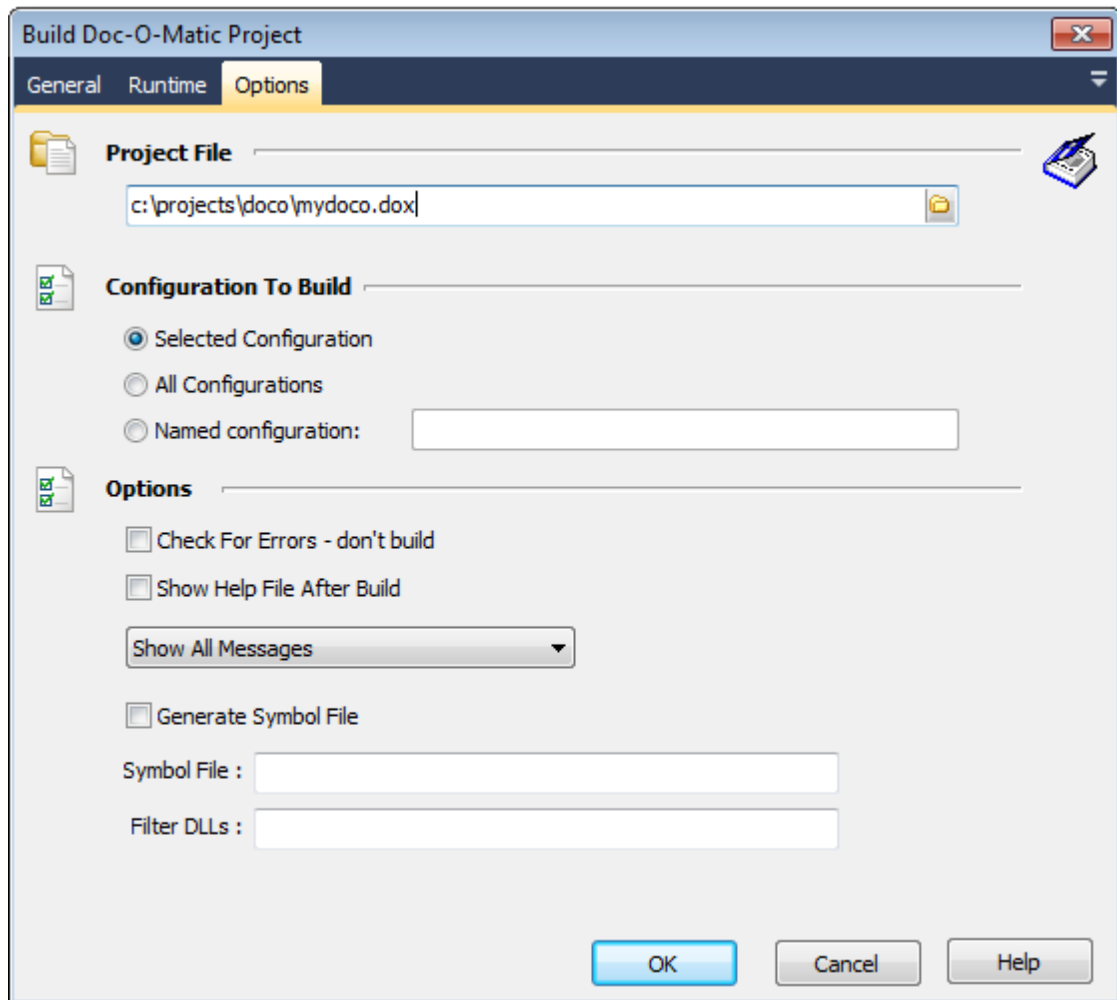 Build Doc-O-Matic Project
General Runtime Options
Project File
c:\projects\doco\mydoco.dox
Configuration To Build
Selected Configuration
All Configurations
Named configuration:
Options
Check For Errors - don't build
Show Help File After Build
Show All Messages
Generate Symbol File
Symbol File :
Filter DLLs :
OK Cancel Help